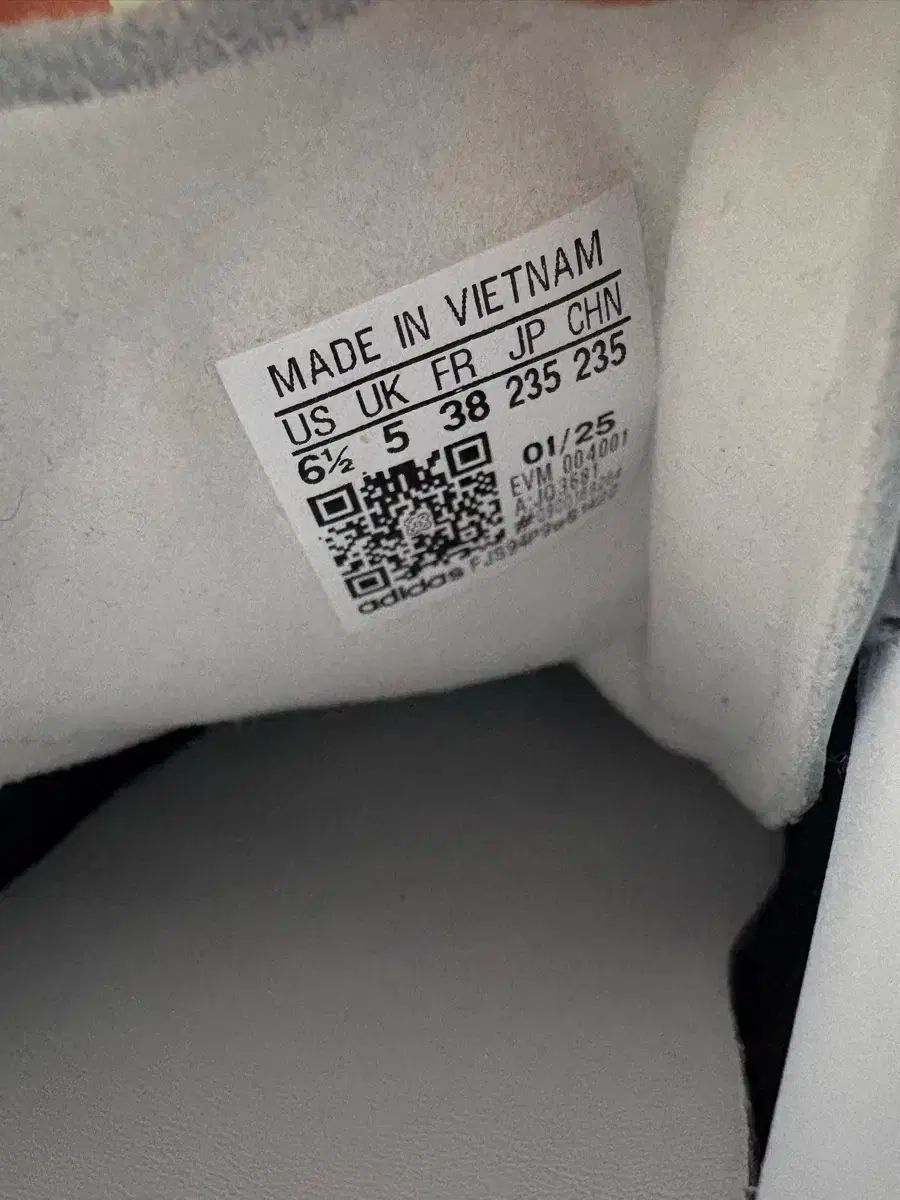 MADE IN VIETNAM
US UK FR JP CHN
6½ 5 38 235 235
01/25
EVM 004001
adidas